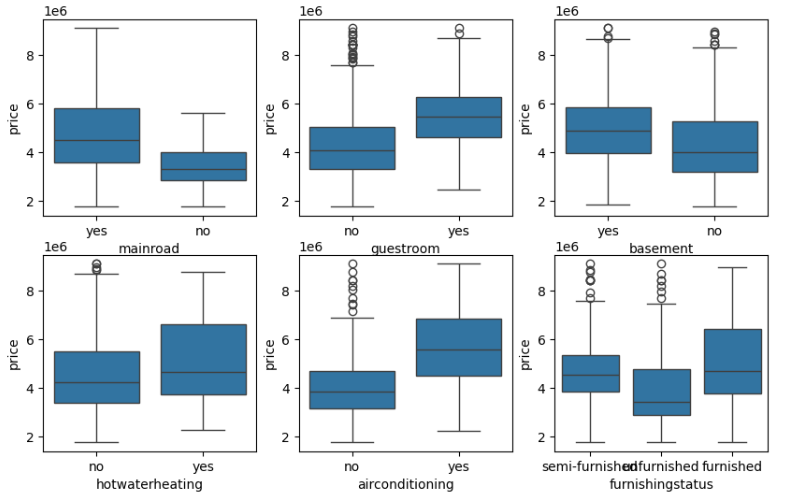 1e6 1e6 1e6
price price price
8 8 8
6 6 6
4 4 4
2 2 2
yes no no yes yes no
mainroad guestroom basement
1e6 1e6 1e6
price price price
8 8 8
6 6 6
4 4 4
2 2 2
no yes no yes semi-furnished unfurnished furnished
hotwaterheating airconditioning furnishingstatus